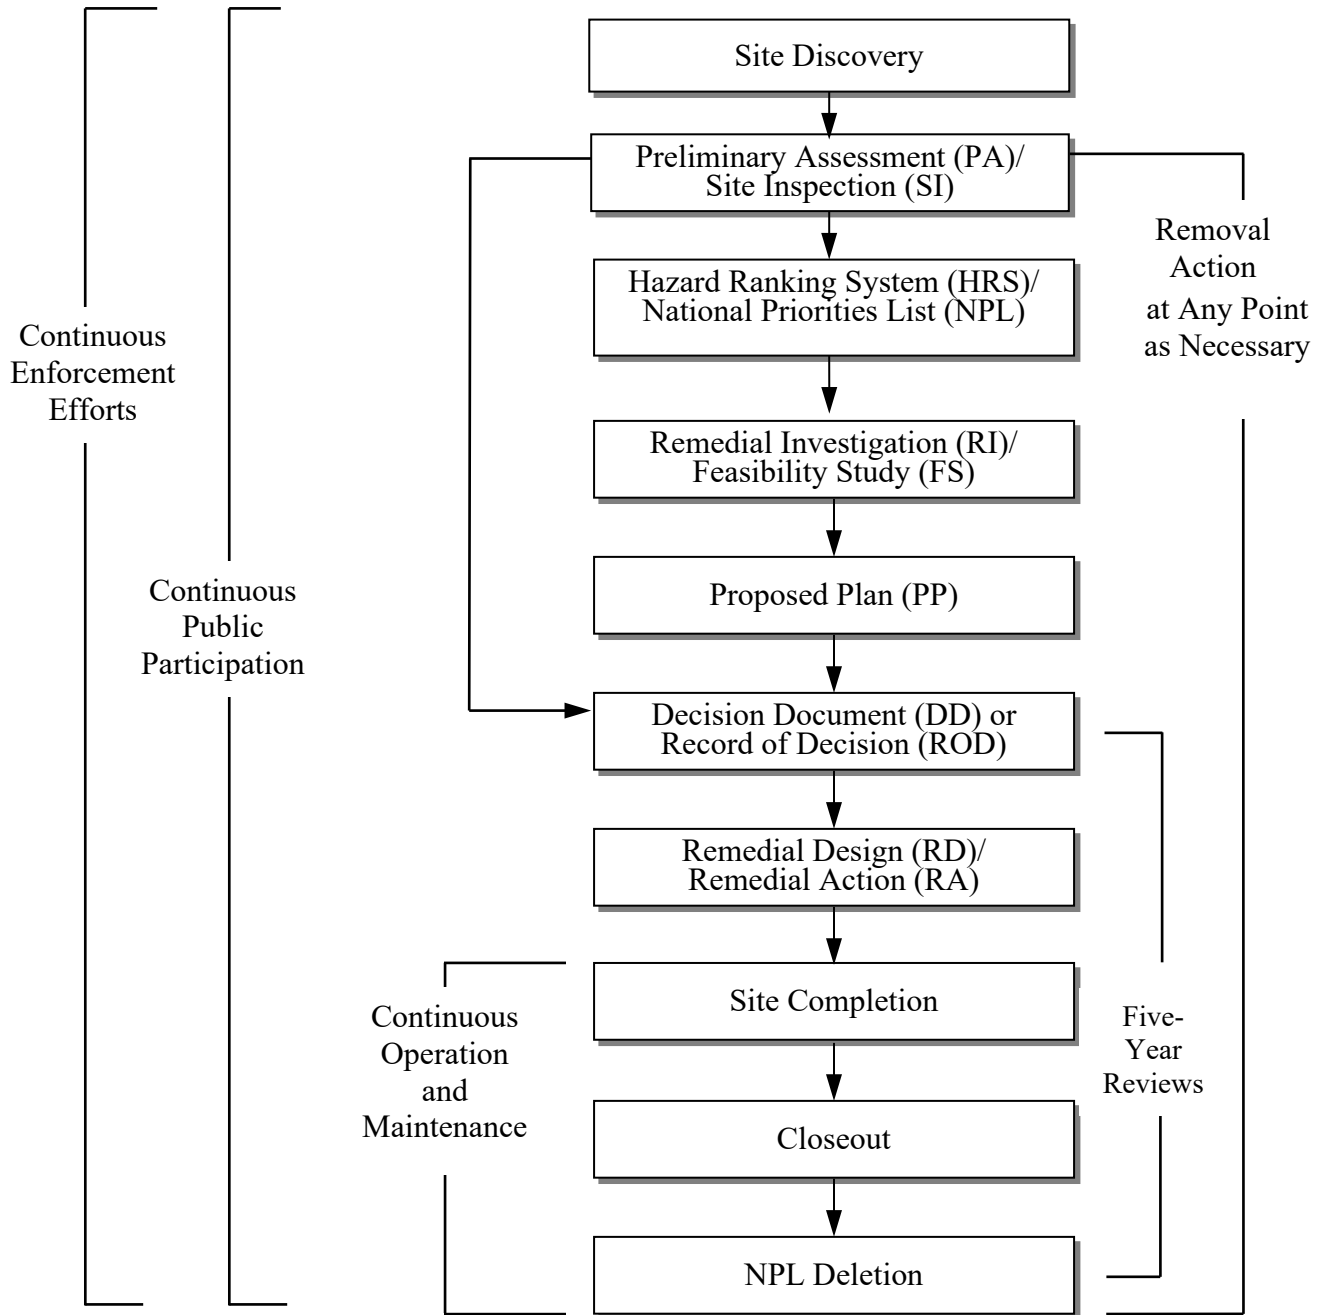 Site Discovery
Preliminary Assessment (PA)/
Site Inspection (SI)
Removal
Action
at Any Point
as Necessary
Hazard Ranking System (HRS)/
National Priorities List (NPL)
Continuous
Enforcement
Efforts
Remedial Investigation (RI)/
Feasibility Study (FS)
Continuous
Public
Participation
Proposed Plan (PP)
Decision Document (DD) or
Record of Decision (ROD)
Remedial Design (RD)/
Remedial Action (RA)
Site Completion
Continuous
Operation
and
Maintenance
Five-
Year
Reviews
Closeout
NPL Deletion